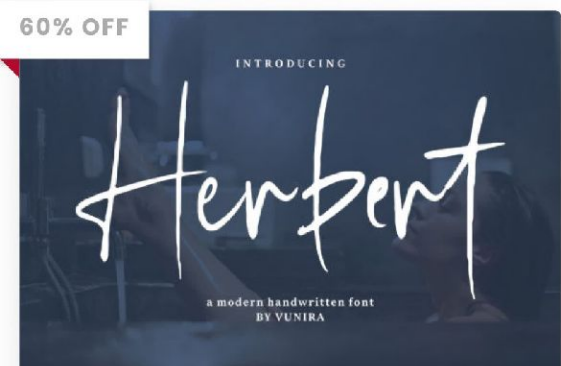 60% OFF
INTRODUCING
Herbert
a modern handwritten font
BY VUNIRA